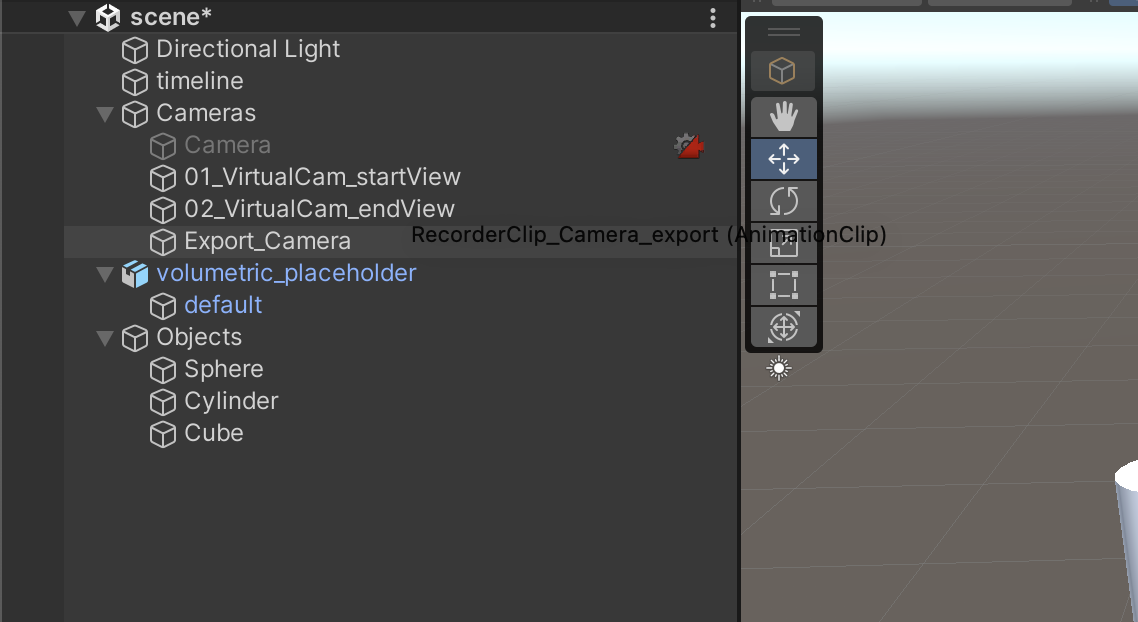 scene*
Directional Light
timeline
Cameras
Camera
01_VirtualCam_startView
02_VirtualCam_endView
Export_Camera
RecorderClip_Camera_export (AnimationClip)
volumetric_placeholder
default
Objects
Sphere
Cylinder
Cube